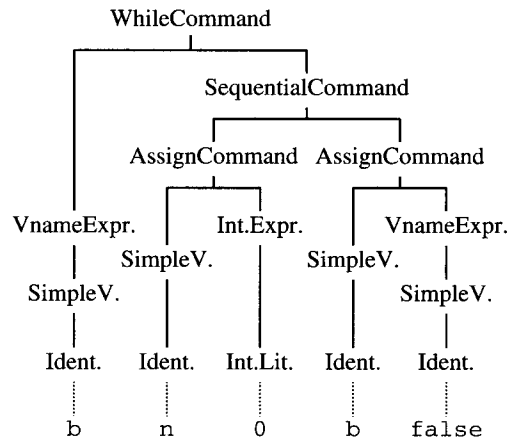 WhileCommand
SequentialCommand
AssignCommand AssignCommand
VnameExpr. Int.Expr. VnameExpr.
SimpleV. SimpleV.
SimpleV. SimpleV.
Ident. Ident. Int.Lit. Ident. Ident.
b n 0 b false